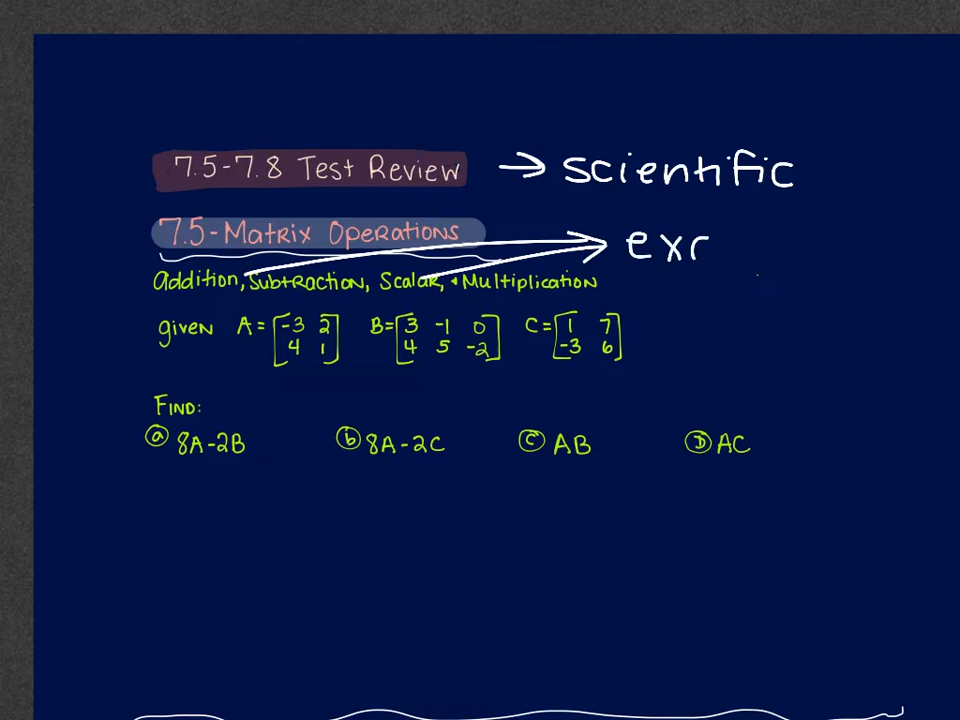 7.5-7.8 Test Review → scientific
7.5-Matrix Operations
exr
Addition, Subtraction, Scalar, + Multiplication
given A = [-3 2 B = [3 -1 0] C = [1 7]
4 1] [4 5 -2] [-3 6]
FIND:
ⓐ 8A-2B ⓑ 8A-2C ⓒ AB Ⓓ AC